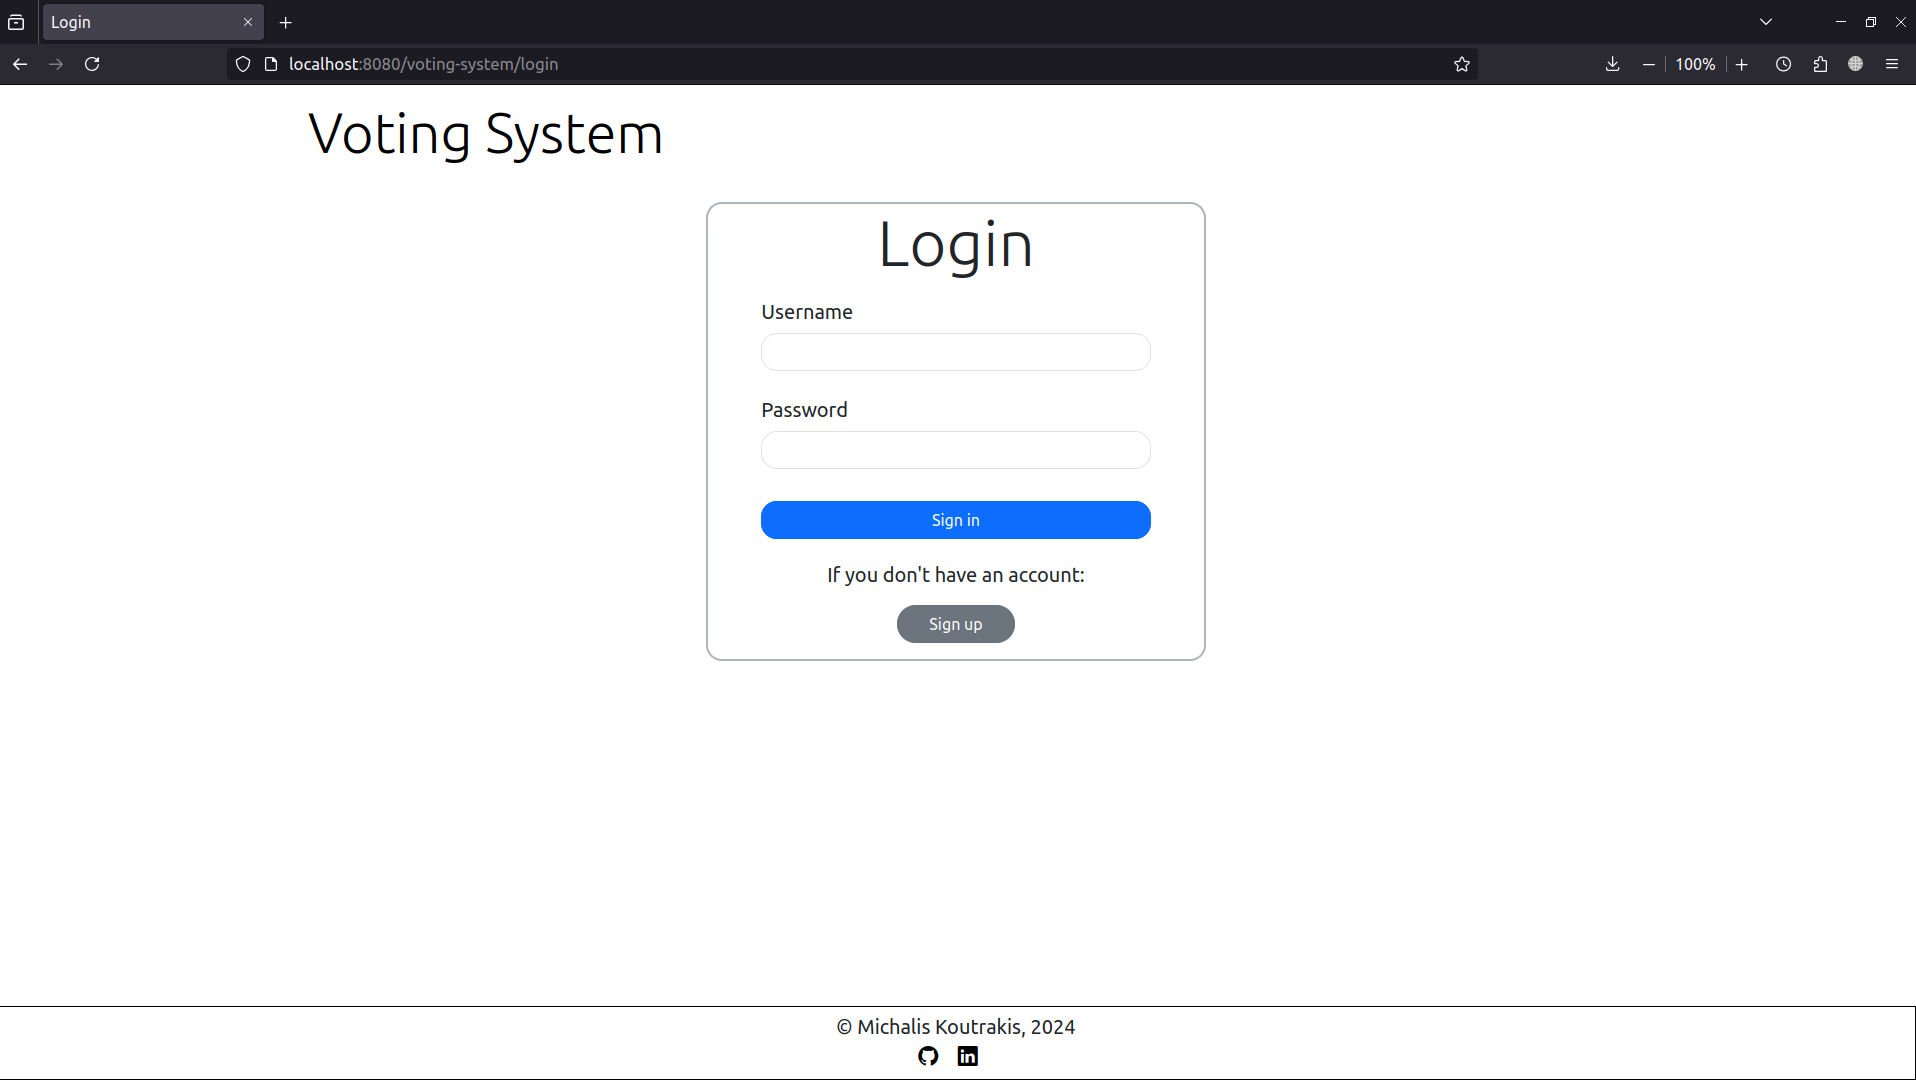 Login
localhost:8080/voting-system/login
100%
Voting System
Login
Username
Password
Sign in
If you don't have an account:
Sign up
© Michalis Koutrakis, 2024
in